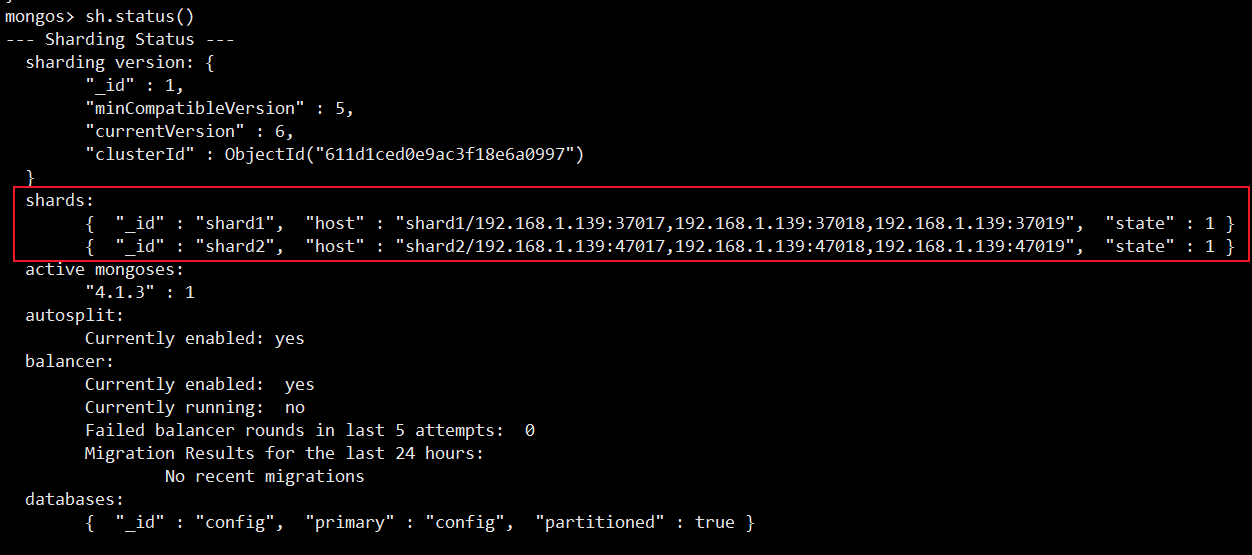 mongos> sh.status()
--- Sharding Status ---
  sharding version: {
        "_id" : 1,
        "minCompatibleVersion" : 5,
        "currentVersion" : 6,
        "clusterId" : ObjectId("611d1ced0e9ac3f18e6a0997")
  }
  shards:
        {  "_id" : "shard1",  "host" : "shard1/192.168.1.139:37017,192.168.1.139:37018,192.168.1.139:37019",  "state" : 1 }
        {  "_id" : "shard2",  "host" : "shard2/192.168.1.139:47017,192.168.1.139:47018,192.168.1.139:47019",  "state" : 1 }
  active mongoses:
        "4.1.3" : 1
  autosplit:
        Currently enabled: yes
  balancer:
        Currently enabled:  yes
        Currently running:  no
        Failed balancer rounds in last 5 attempts:  0
        Migration Results for the last 24 hours:
                No recent migrations
  databases:
        {  "_id" : "config",  "primary" : "config",  "partitioned" : true }